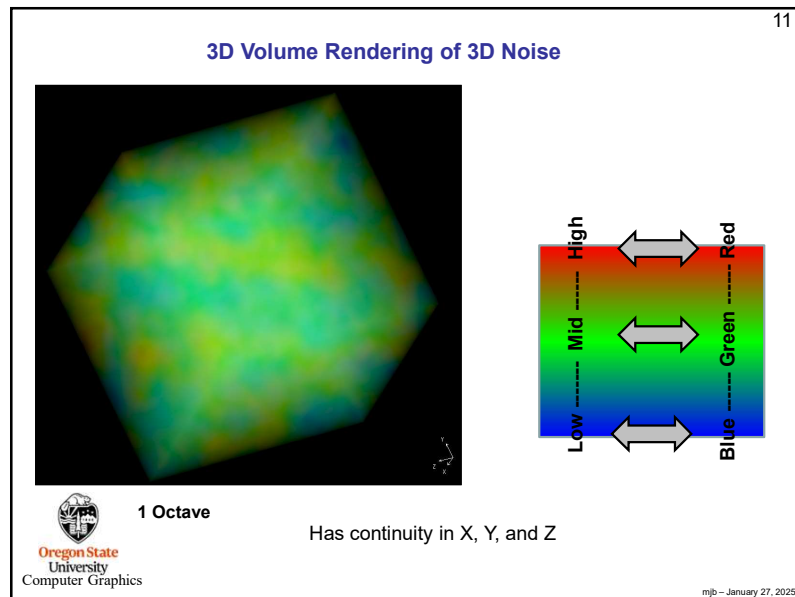 11
3D Volume Rendering of 3D Noise
Low ------- Mid ------- High
Blue ------- Green ------- Red
Y
Z
X
1 Octave
Has continuity in X, Y, and Z
Oregon State
University
Computer Graphics
mjb – January 27, 2025